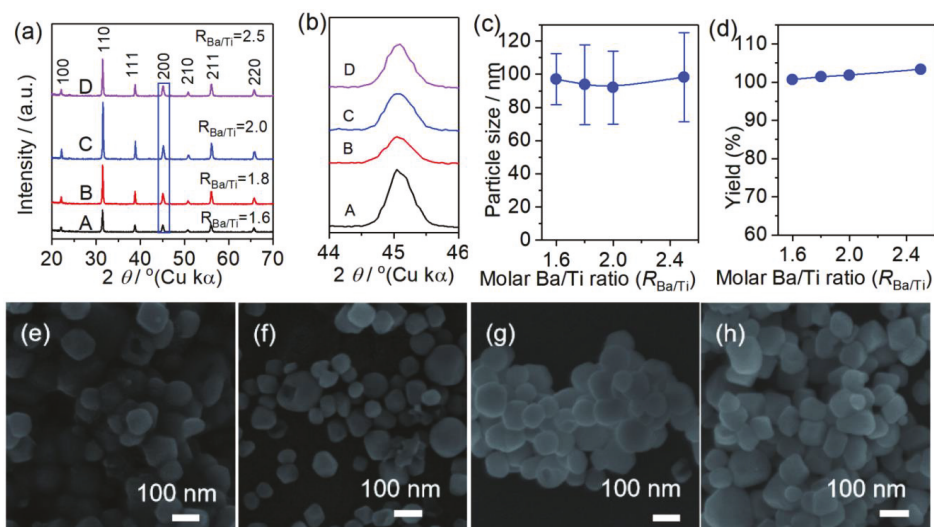 (a)
R_Ba/Ti=2.5
100
110
111
200
210
211
220
D
C
R_Ba/Ti=2.0
B
R_Ba/Ti=1.8
A
R_Ba/Ti=1.6
Intensity / (a.u.)
20 30 40 50 60 70
2 θ/ °(Cu kα)
(b)
D
C
B
A
44 45 46
2 θ/ °(Cu kα)
(c)
120
100
80
60
40
20
0
Particle size / nm
1.6 2.0 2.4
Molar Ba/Ti ratio (R_Ba/Ti)
(d)
110
100
90
80
70
60
Yield (%)
1.6 2.0 2.4
Molar Ba/Ti ratio (R_Ba/Ti)
(e)
100 nm
(f)
100 nm
(g)
100 nm
(h)
100 nm